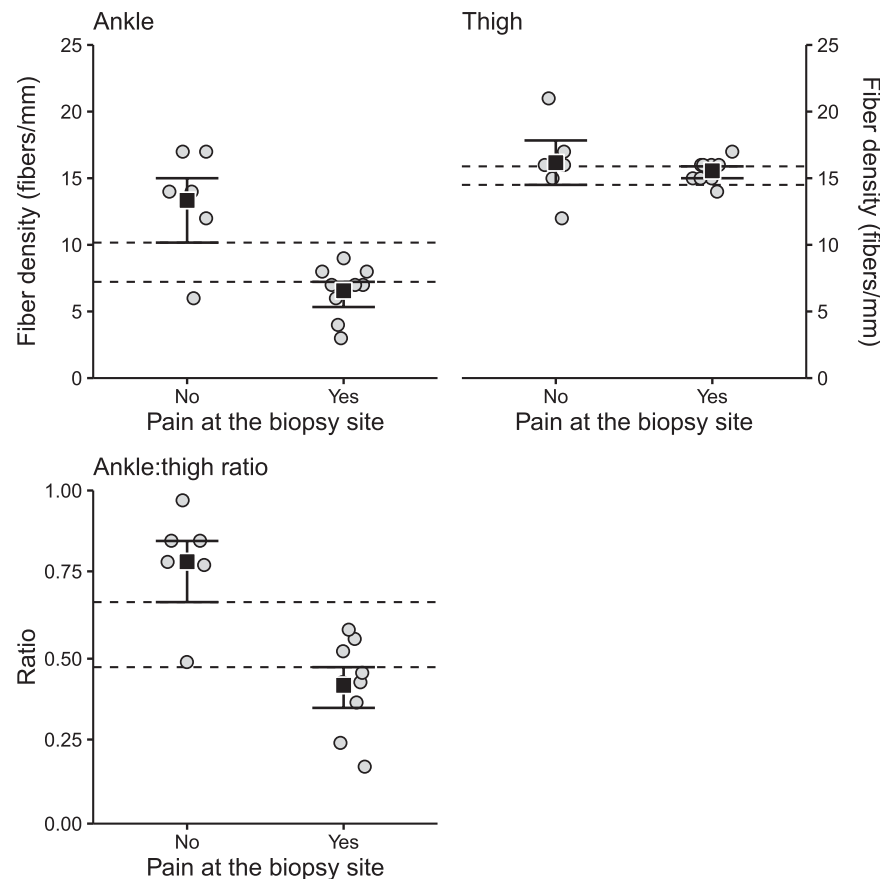 Ankle
Thigh
25
20
15
10
5
0
Fiber density (fibers/mm)
No
Yes
Pain at the biopsy site
No
Yes
Pain at the biopsy site
25
20
15
10
5
0
Fiber density (fibers/mm)
Ankle:thigh ratio
1.00
0.75
0.50
0.25
0.00
Ratio
No
Yes
Pain at the biopsy site